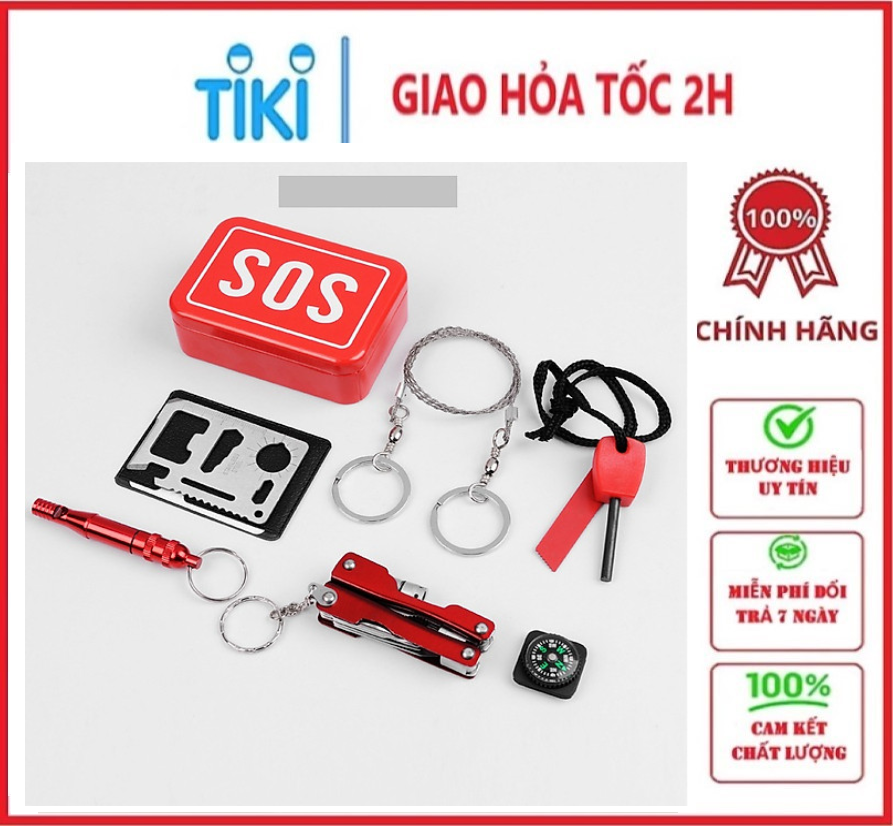 TIKI
GIAO HỎA TỐC 2H
SOS
100%
CHÍNH HÃNG
THƯƠNG HIỆU
UY TÍN
MIỄN PHÍ ĐỔI
TRẢ 7 NGÀY
100%
CAM KẾT
CHẤT LƯỢNG